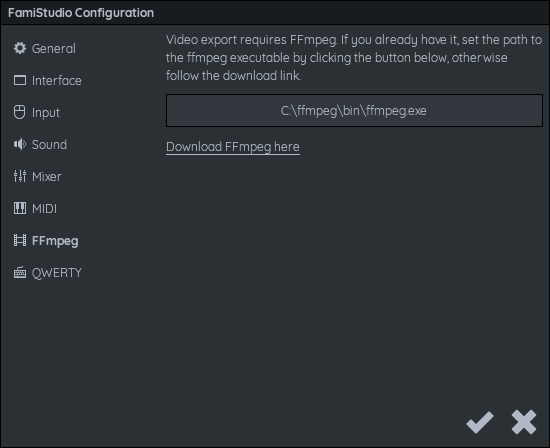 FamiStudio Configuration
General
Interface
Input
Sound
Mixer
MIDI
FFmpeg
QWERTY
Video export requires FFmpeg. If you already have it, set the path to
the ffmpeg executable by clicking the button below, otherwise
follow the download link.
C:\ffmpeg\bin\ffmpeg.exe
Download FFmpeg here